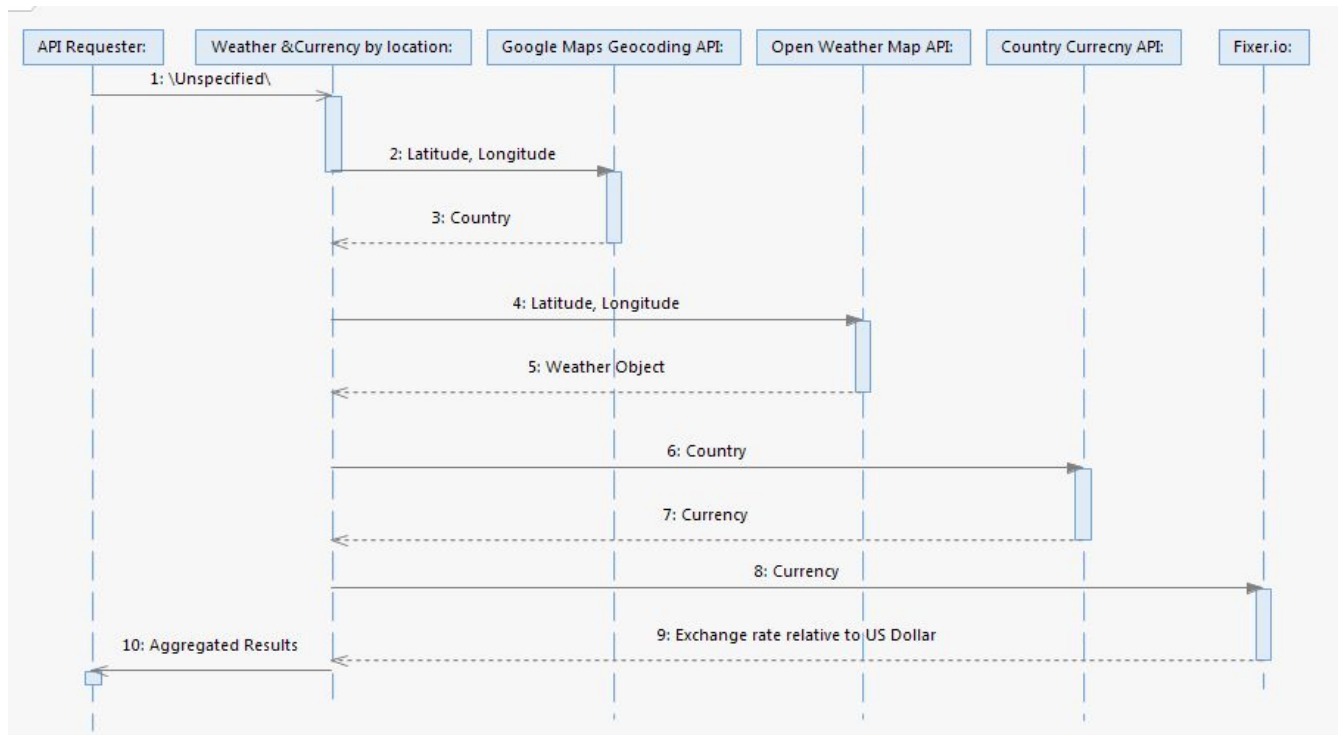 API Requester:
Weather &Currency by location:
Google Maps Geocoding API:
Open Weather Map API:
Country Currecny API:
Fixer.io:
1: \Unspecified\
2: Latitude, Longitude
3: Country
4: Latitude, Longitude
5: Weather Object
6: Country
7: Currency
8: Currency
9: Exchange rate relative to US Dollar
10: Aggregated Results